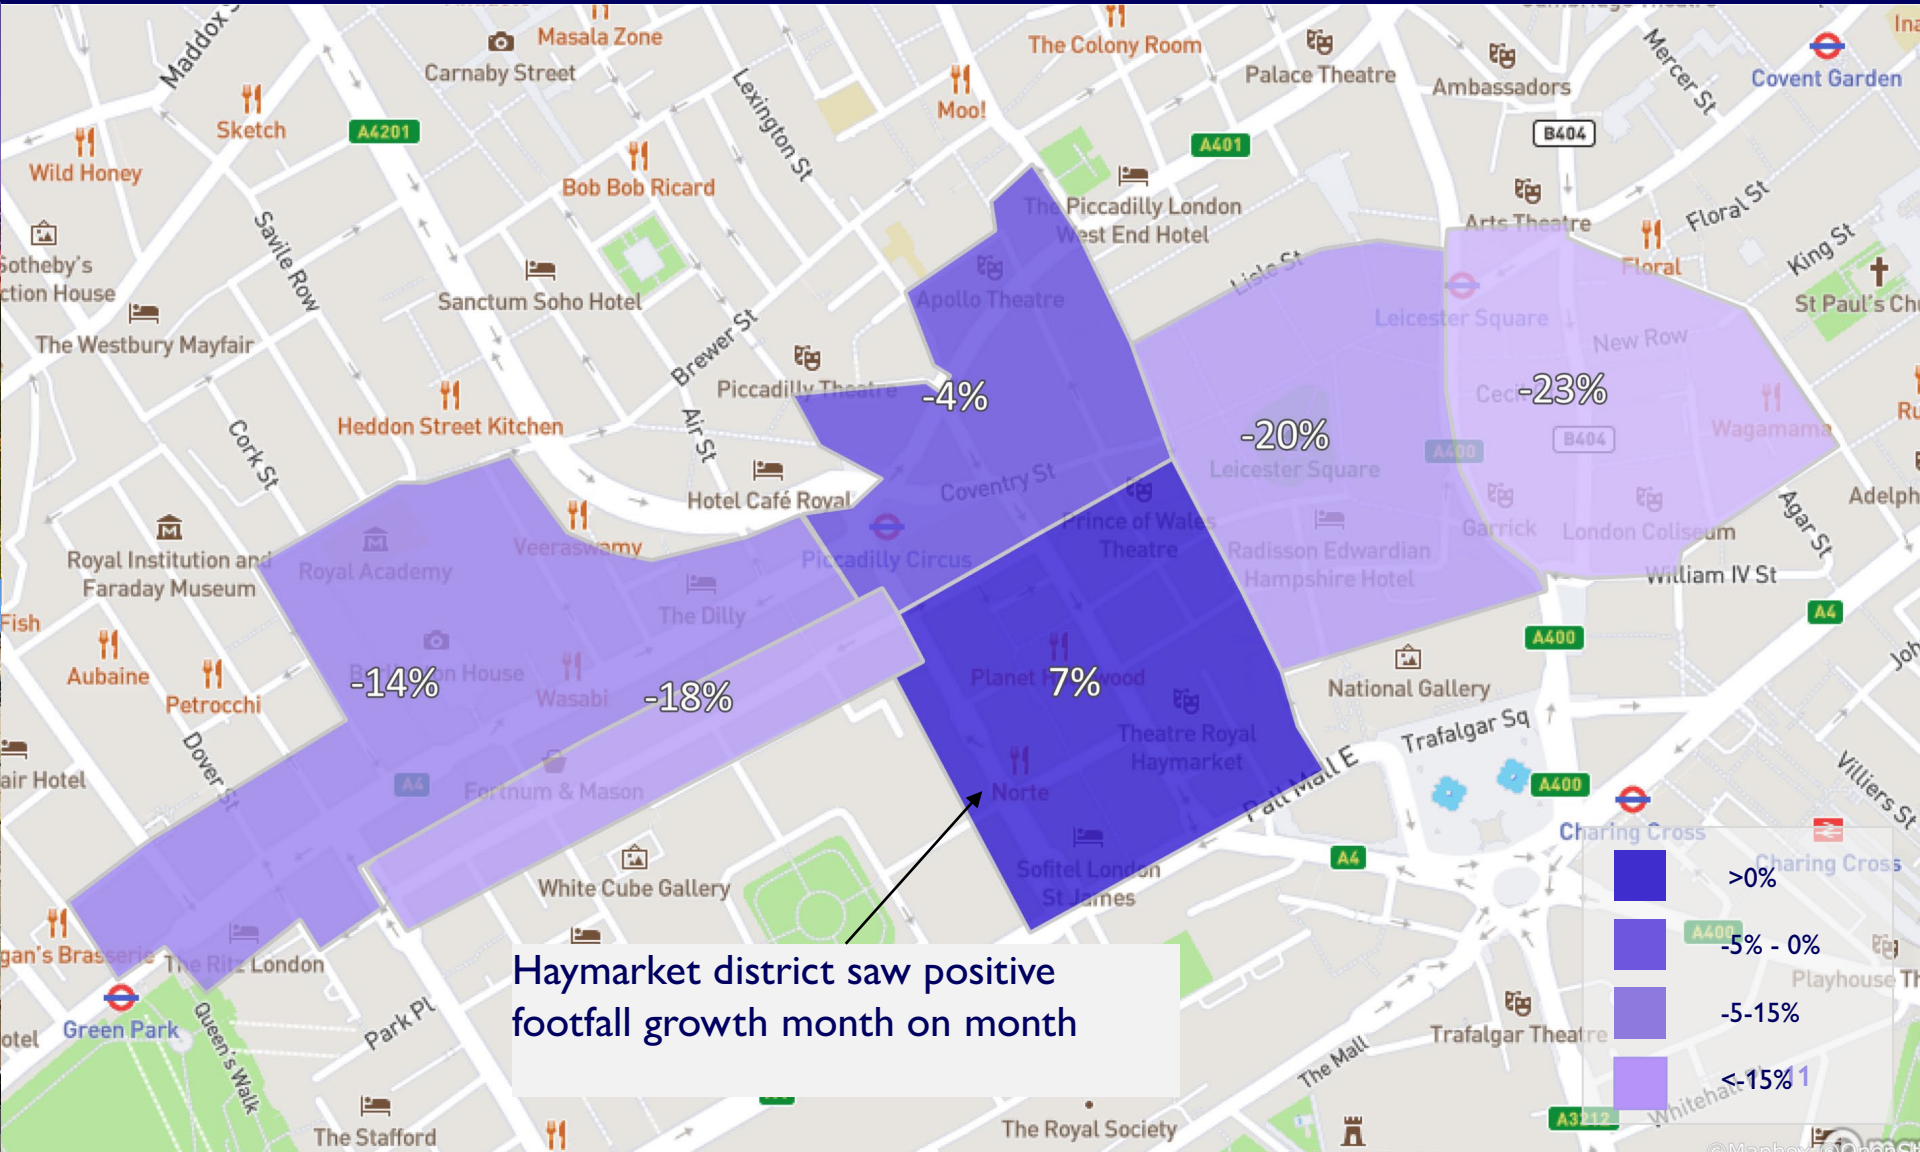 Maddox S
Masala Zone
Carnaby Street
Lexington St
The Colony Room
Moo!
Palace Theatre
Ambassadors
Mercer St
Covent Garden
Ina
Sketch
A4201
A401
B404
Wild Honey
Bob Bob Ricard
Savile Row
The Piccadilly London
West End Hotel
Arts Theatre
Floral St
King St
Floral
Sotheby's
ction House
Sanctum Soho Hotel
Apollo Theatre
Lisle St
Leicester Square
St Paul's Chu
The Westbury Mayfair
Brewer St
New Row
Piccadilly Theatre
-4%
-23%
Heddon Street Kitchen
Air St
-20%
Leicester Square
A400
B404
Wagamama
Ru
Cork St
Hotel Café Royal
Coventry St
Adelph
Agar St
Prince of Wales
Theatre
Garrick
London Coliseum
Veeraswamy
Piccadilly Circus
Royal Institution and
Faraday Museum
Royal Academy
Radisson Edwardian
Hampshire Hotel
William IV St
The Dilly
Fish
A4
A400
Joh
Aubaine
Petrocchi
-14%
Wasabi
-18%
7%
National Gallery
Theatre Royal
Haymarket
Trafalgar Sq
Dover St
air Hotel
A4
Fortnum & Mason
Norte
Pall Mall E
A400
Villiers St
Charing Cross
Charing Cross
A4
White Cube Gallery
Sofitel London
St James
>0%
gan's Brasserie
The Ritz London
A400
-5% - 0%
Haymarket district saw positive
footfall growth month on month
Playhouse Th
Green Park
otel
Queen's Walk
Park Pl
-5-15%
Trafalgar Theatre
The Mall
<-15%
11
Whitehall Pl
A3212
The Stafford
The Royal Society